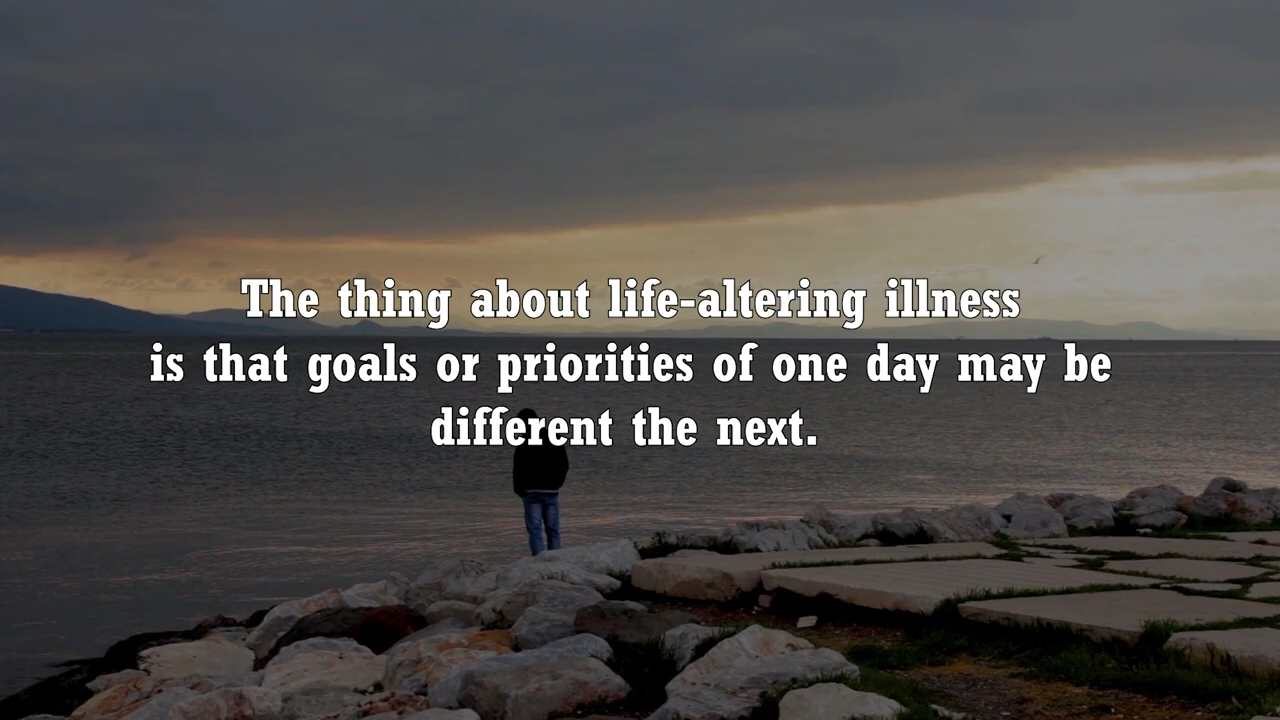 The thing about life-altering illness
is that goals or priorities of one day may be
different the next.